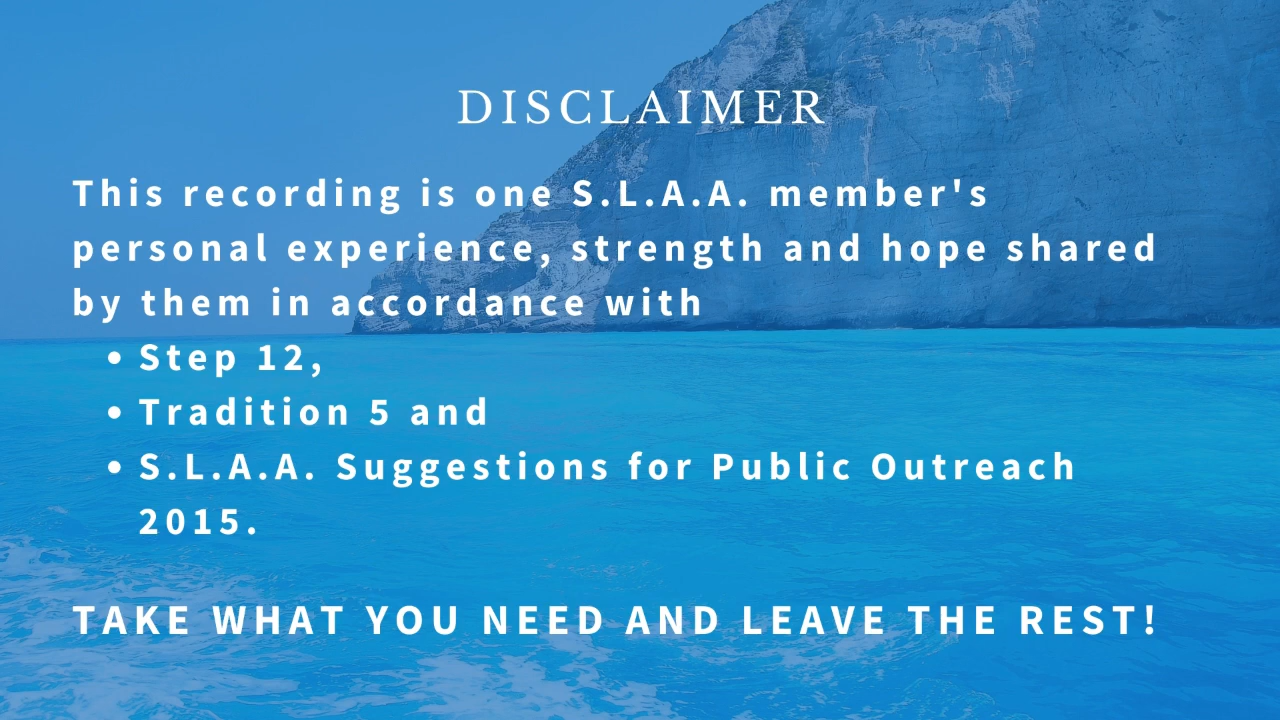 DISCLAIMER
This recording is one S.L.A.A. member's
personal experience, strength and hope shared
by them in accordance with
• Step 12,
• Tradition 5 and
• S.L.A.A. Suggestions for Public Outreach
2015.
TAKE WHAT YOU NEED AND LEAVE THE REST!